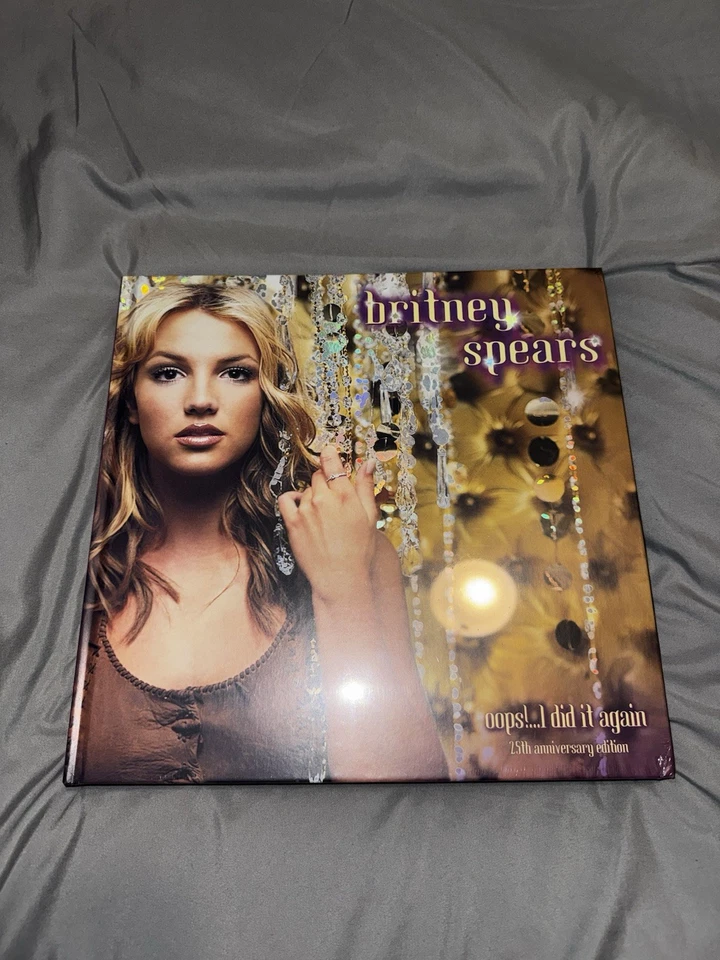 britney
spears
oops!...I did it again
25th anniversary edition